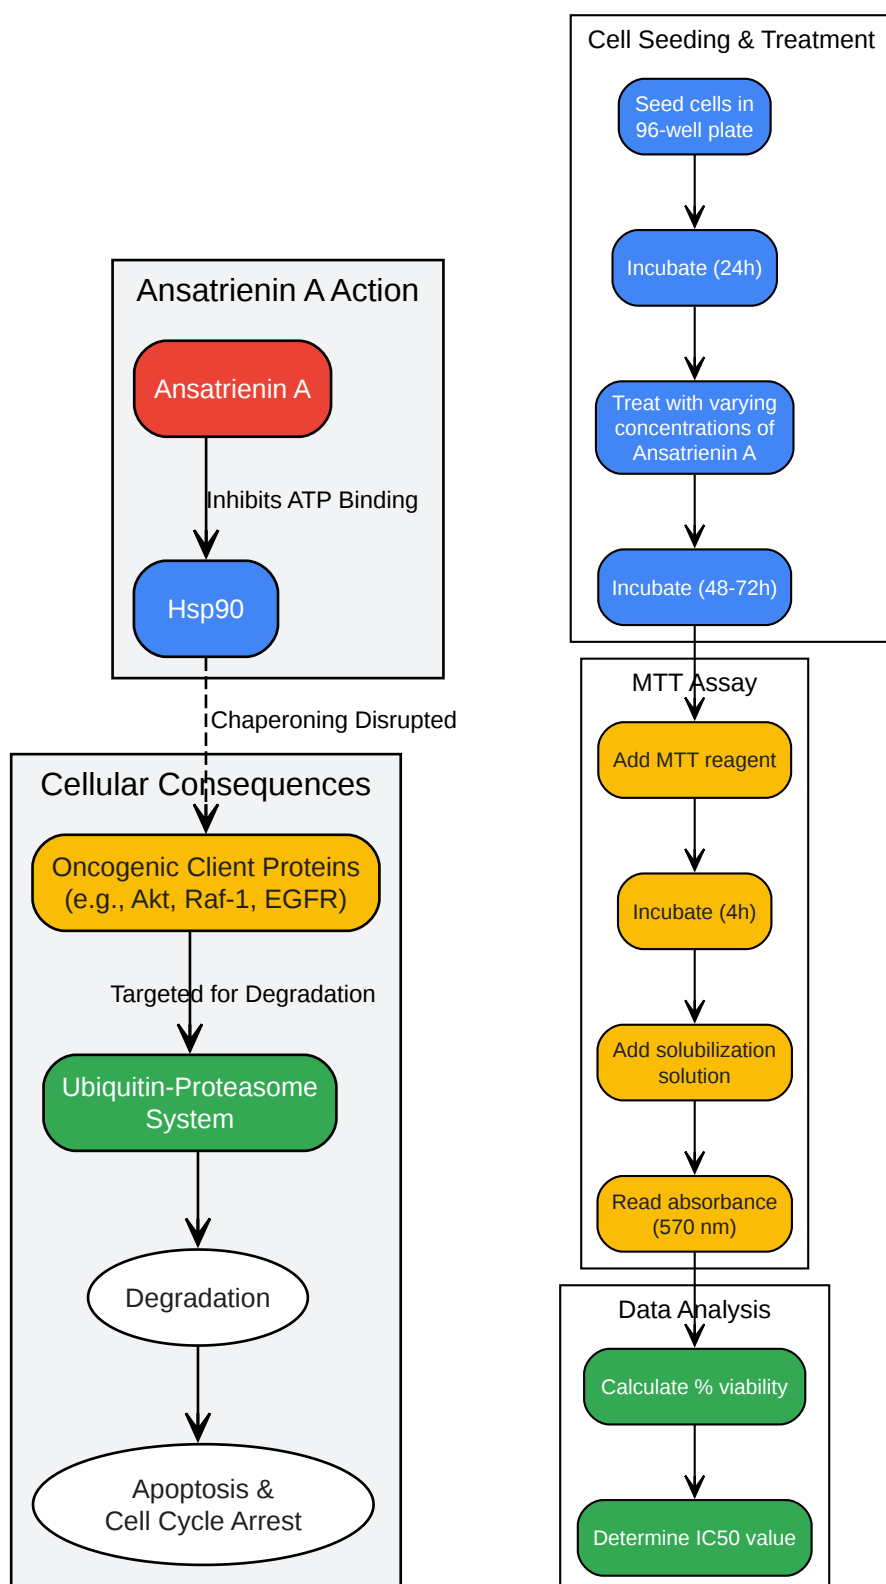 Ansatrienin A Action
Ansatrienin A
Inhibits ATP Binding
Hsp90
Chaperoning Disrupted
Cellular Consequences
Oncogenic Client Proteins
(e.g., Akt, Raf-1, EGFR)
Targeted for Degradation
Ubiquitin-Proteasome
System
Degradation
Apoptosis &
Cell Cycle Arrest
Cell Seeding & Treatment
Seed cells in
96-well plate
Incubate (24h)
Treat with varying
concentrations of
Ansatrienin A
Incubate (48-72h)
MTT Assay
Add MTT reagent
Incubate (4h)
Add solubilization
solution
Read absorbance
(570 nm)
Data Analysis
Calculate % viability
Determine IC50 value